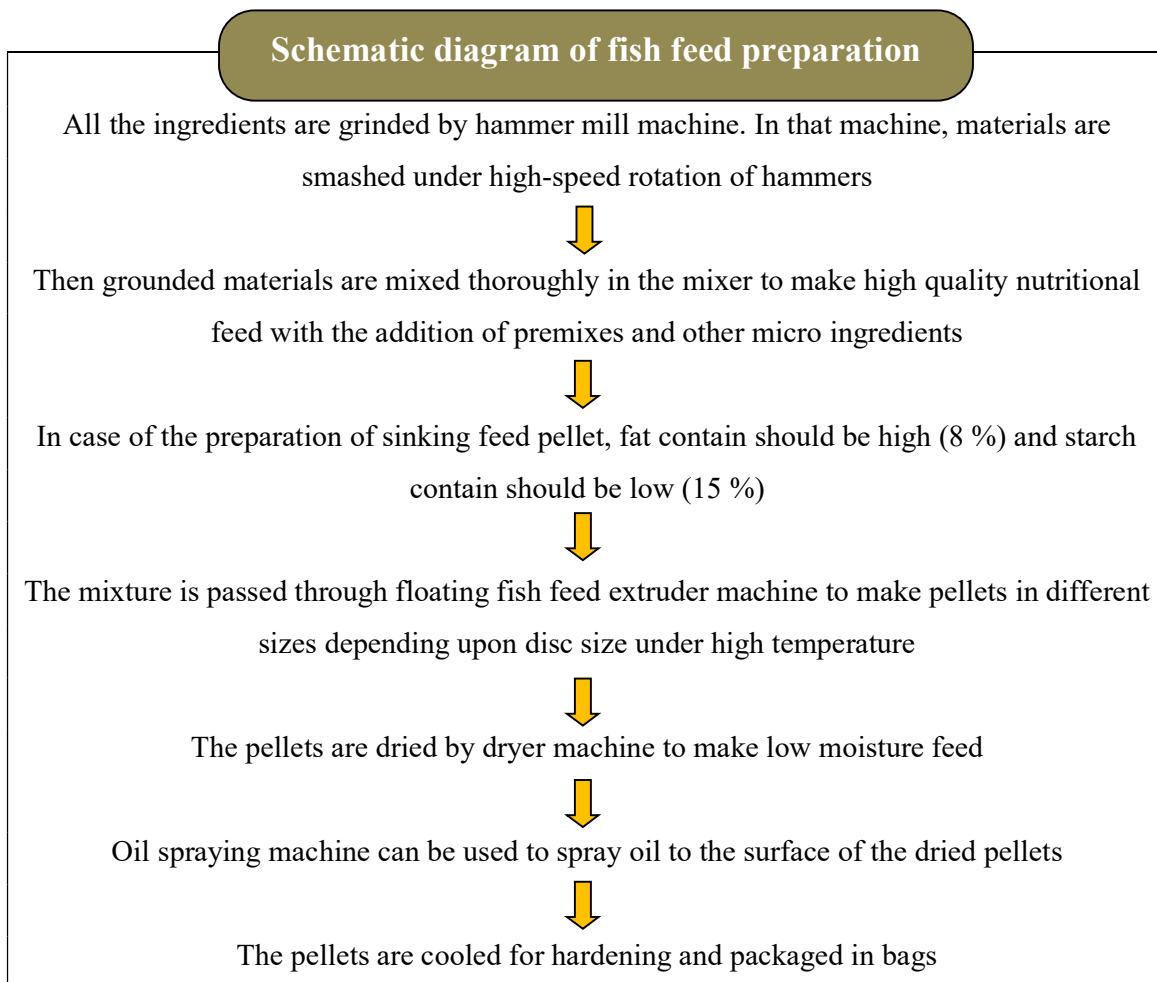 Schematic diagram of fish feed preparation
All the ingredients are grinded by hammer mill machine. In that machine, materials are
smashed under high-speed rotation of hammers
Then grounded materials are mixed thoroughly in the mixer to make high quality nutritional
feed with the addition of premixes and other micro ingredients
In case of the preparation of sinking feed pellet, fat contain should be high (8 %) and starch
contain should be low (15 %)
The mixture is passed through floating fish feed extruder machine to make pellets in different
sizes depending upon disc size under high temperature
The pellets are dried by dryer machine to make low moisture feed
Oil spraying machine can be used to spray oil to the surface of the dried pellets
The pellets are cooled for hardening and packaged in bags